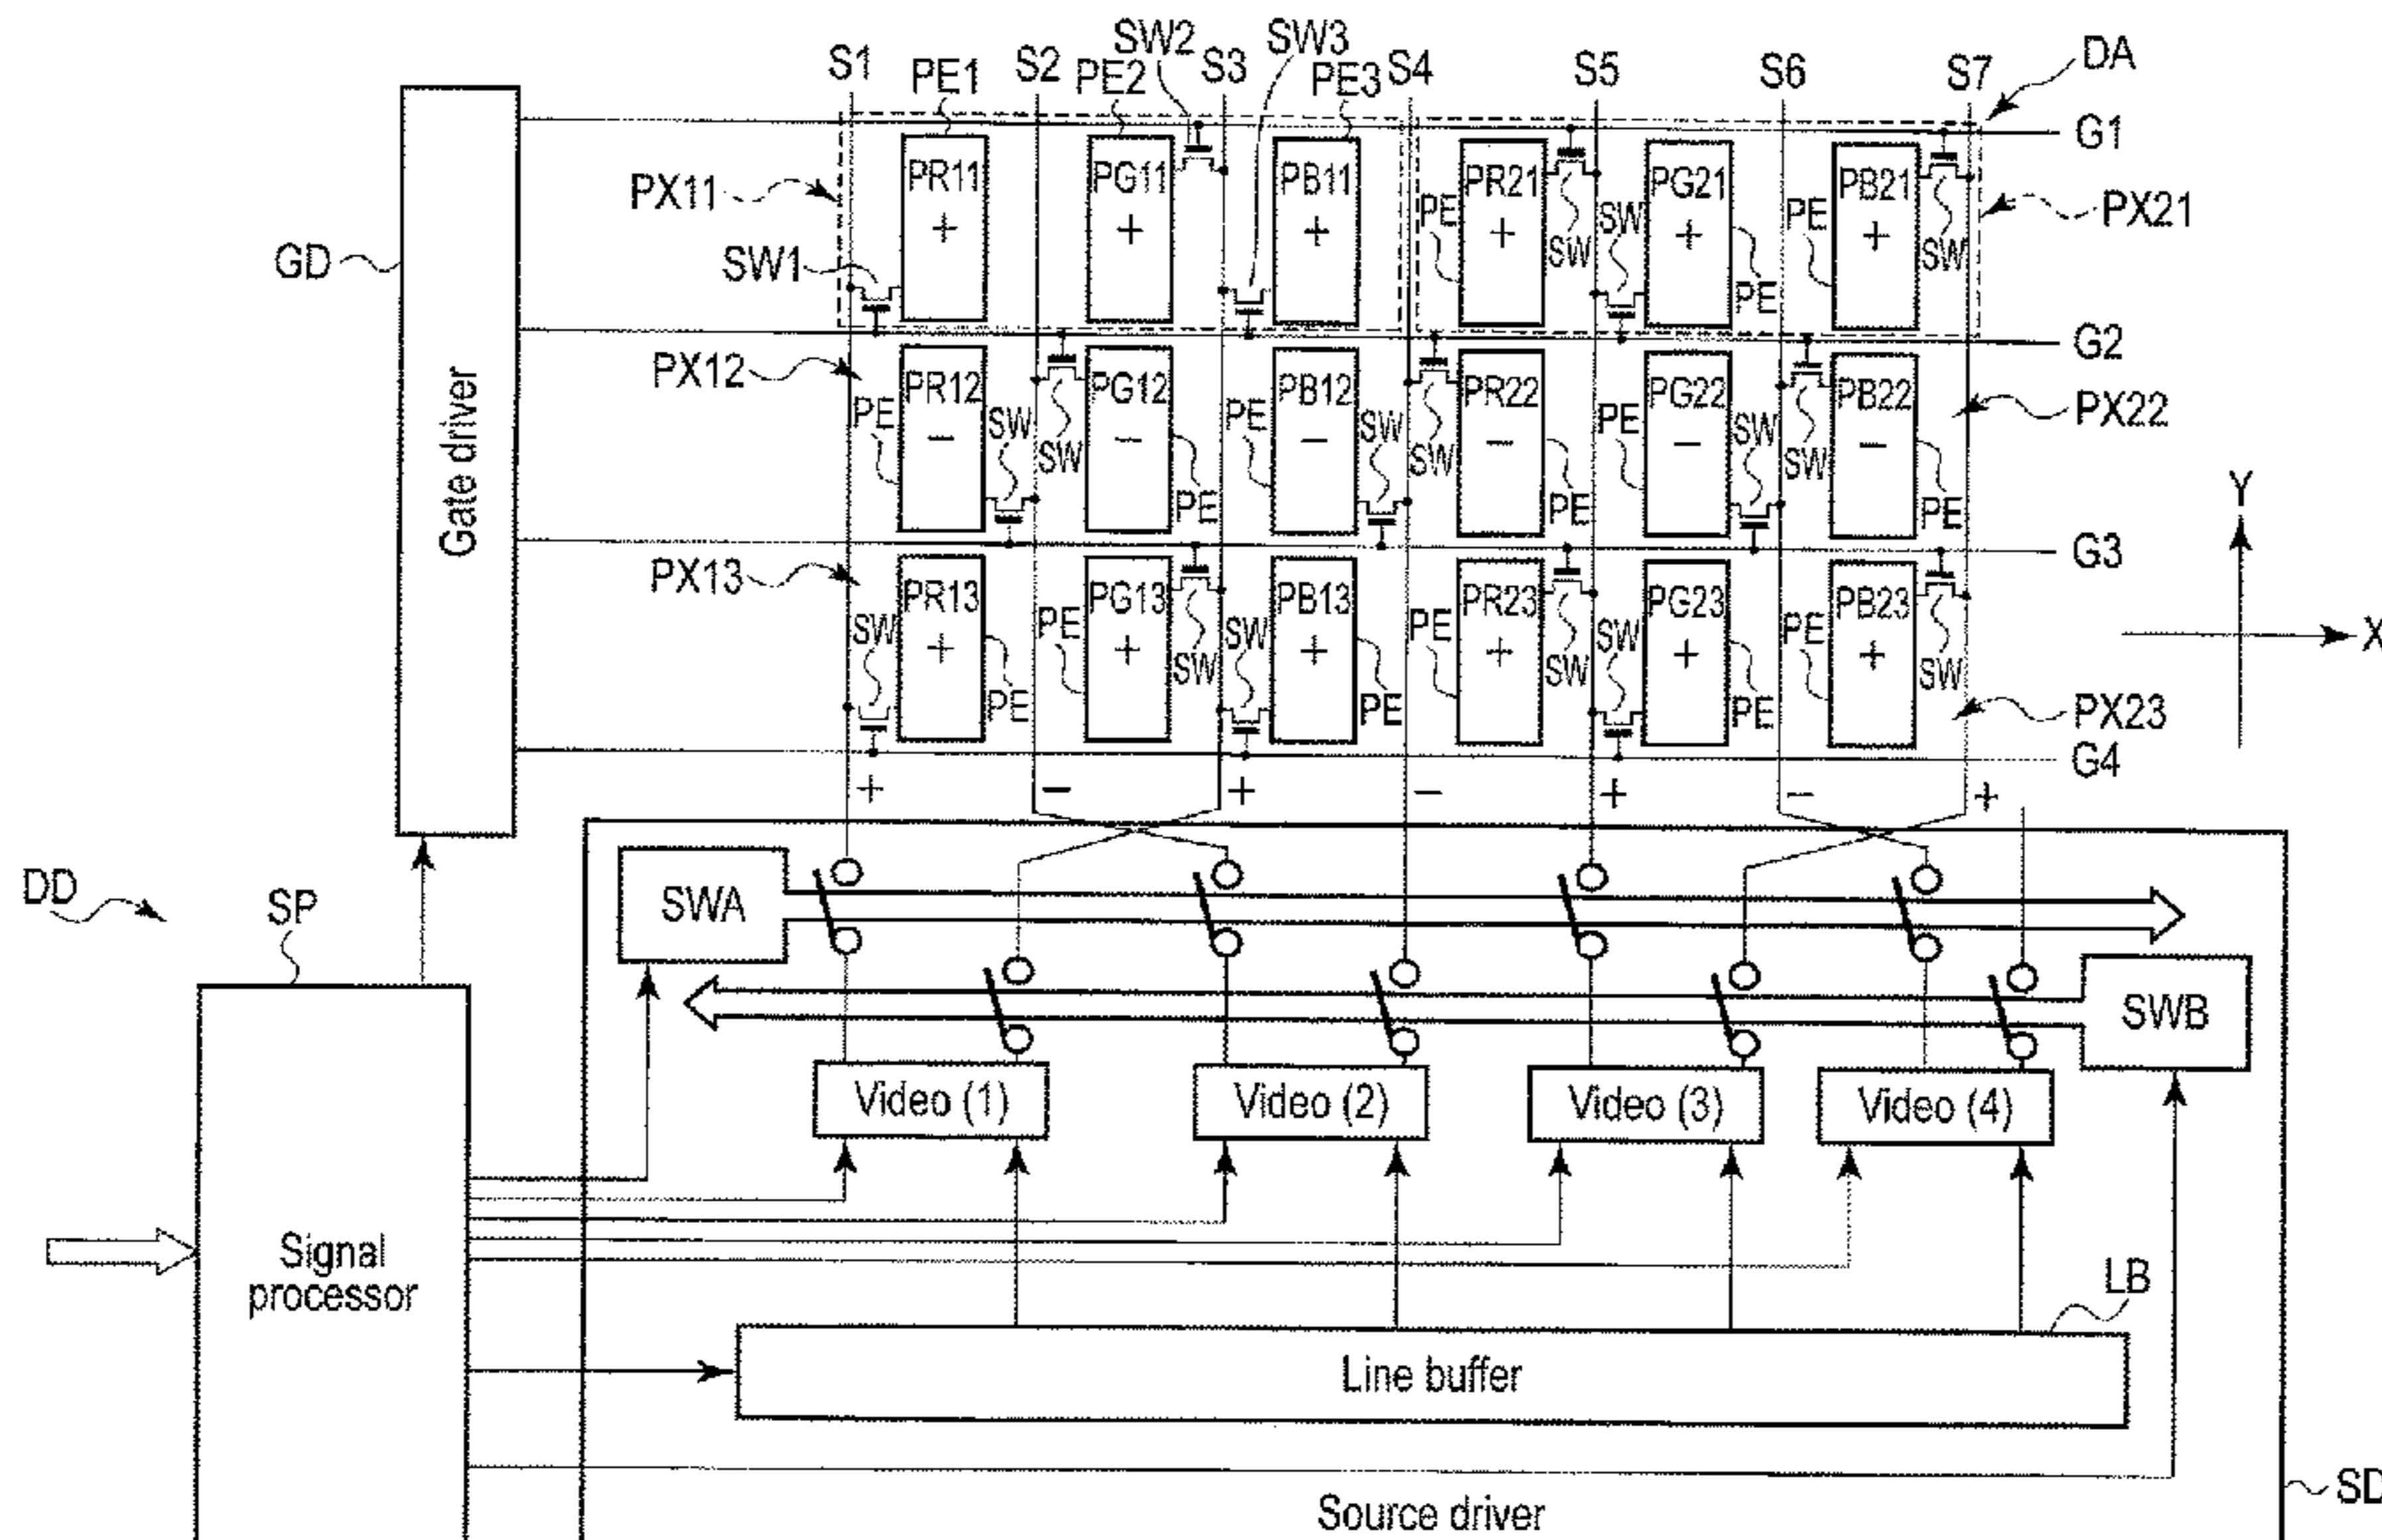 S1 PE1 S2 PE2 SW2 S3 SW3 PE3 S4 S5 S6 S7 DA
G1
PX11 PR11 PG11 PB11 PR21 PG21 PB21 PX21
+ + + PE + SW SW + PE + SW
GD SW1 PE
G2
PX12 PR12 PG12 PB12 PR22 PG22 PB22 PX22
PE − SW SW − PE − SW SW − PE − SW SW −
PE PE PE
Gate driver
G3
PX13 PR13 PG13 PB13 PR23 PG23 PB23
SW + PE + SW SW + PE + SW SW + PE + SW
PE PE PE
PX23
G4
+ − + − + − +
Y
X
DD SP SWA
SWB
Video (1) Video (2) Video (3) Video (4)
Signal
processor
LB
Line buffer
SD
Source driver